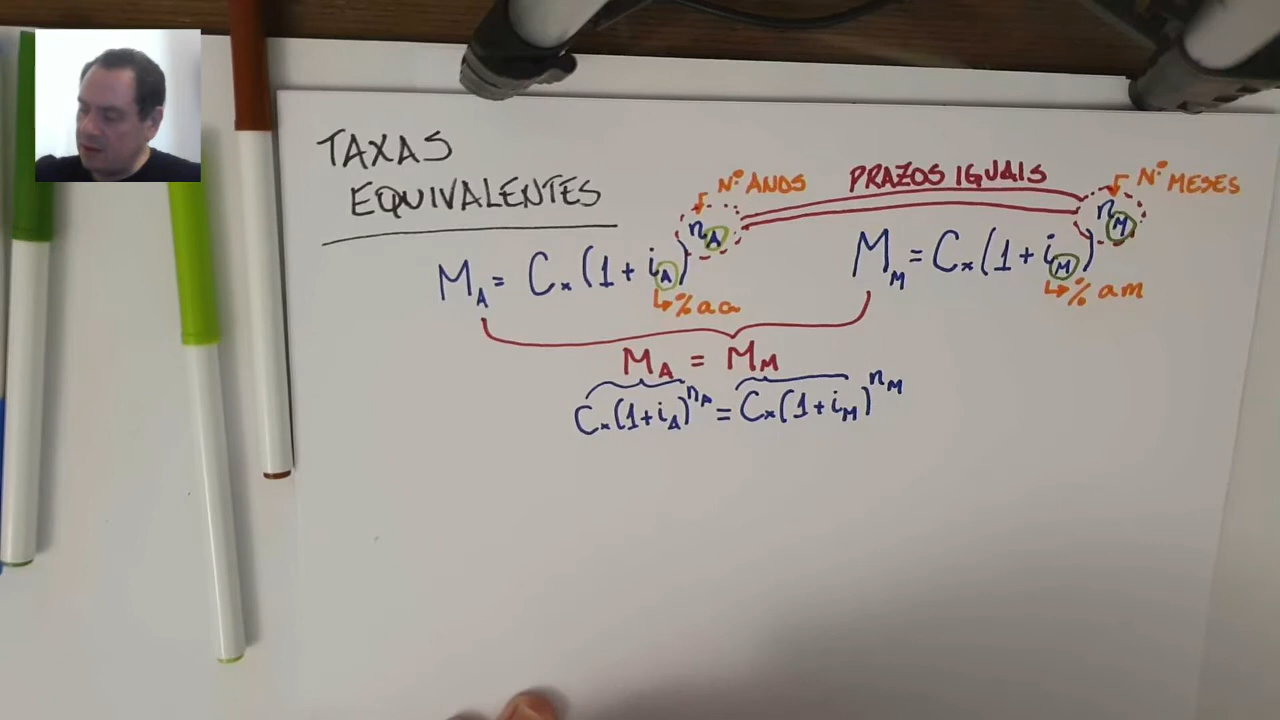 TAXAS
EQUIVALENTES
Nº ANOS
PRAZOS IGUAIS
Nº MESES
M_A = C×(1+i_A)^n_A
M_M = C×(1+i_M)^n_M
% aa
% am
M_A = M_M
C×(1+i_A)^n_A = C×(1+i_M)^n_M